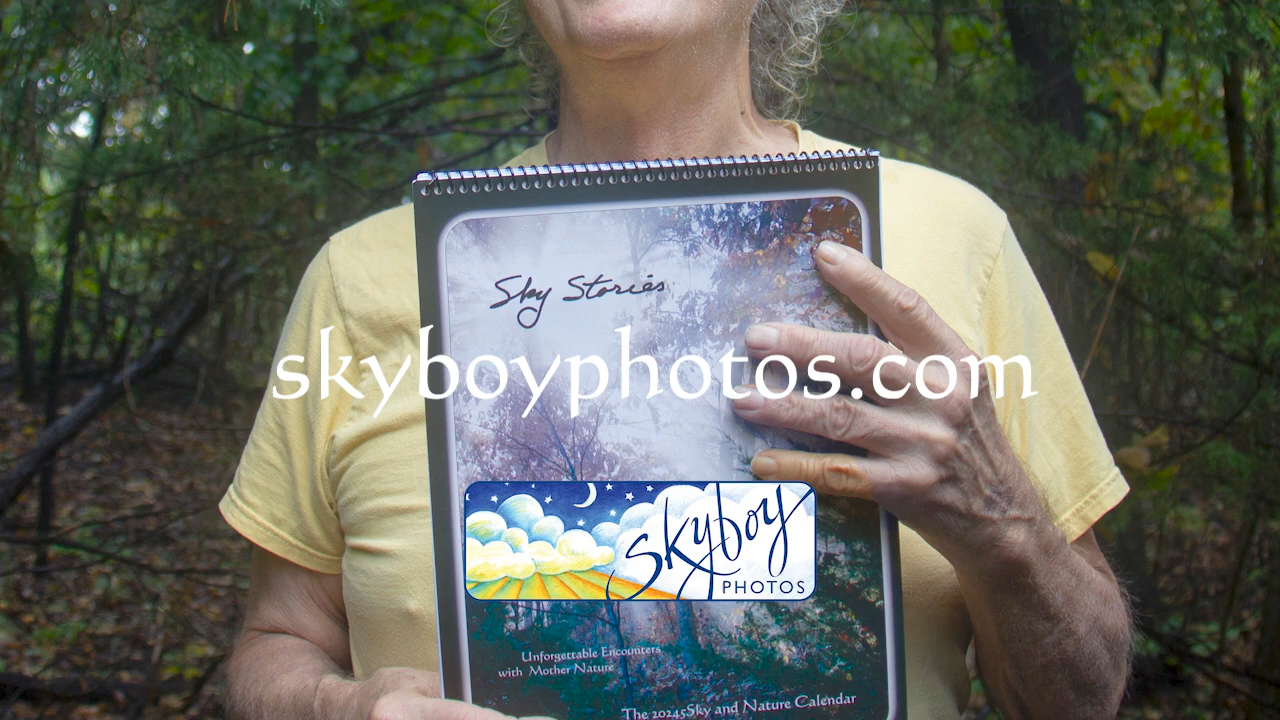 Sky Stories
skyboyphotos.com
skyboy
PHOTOS
Unforgettable Encounters
with Mother Nature
The 20245Sky and Nature Calendar